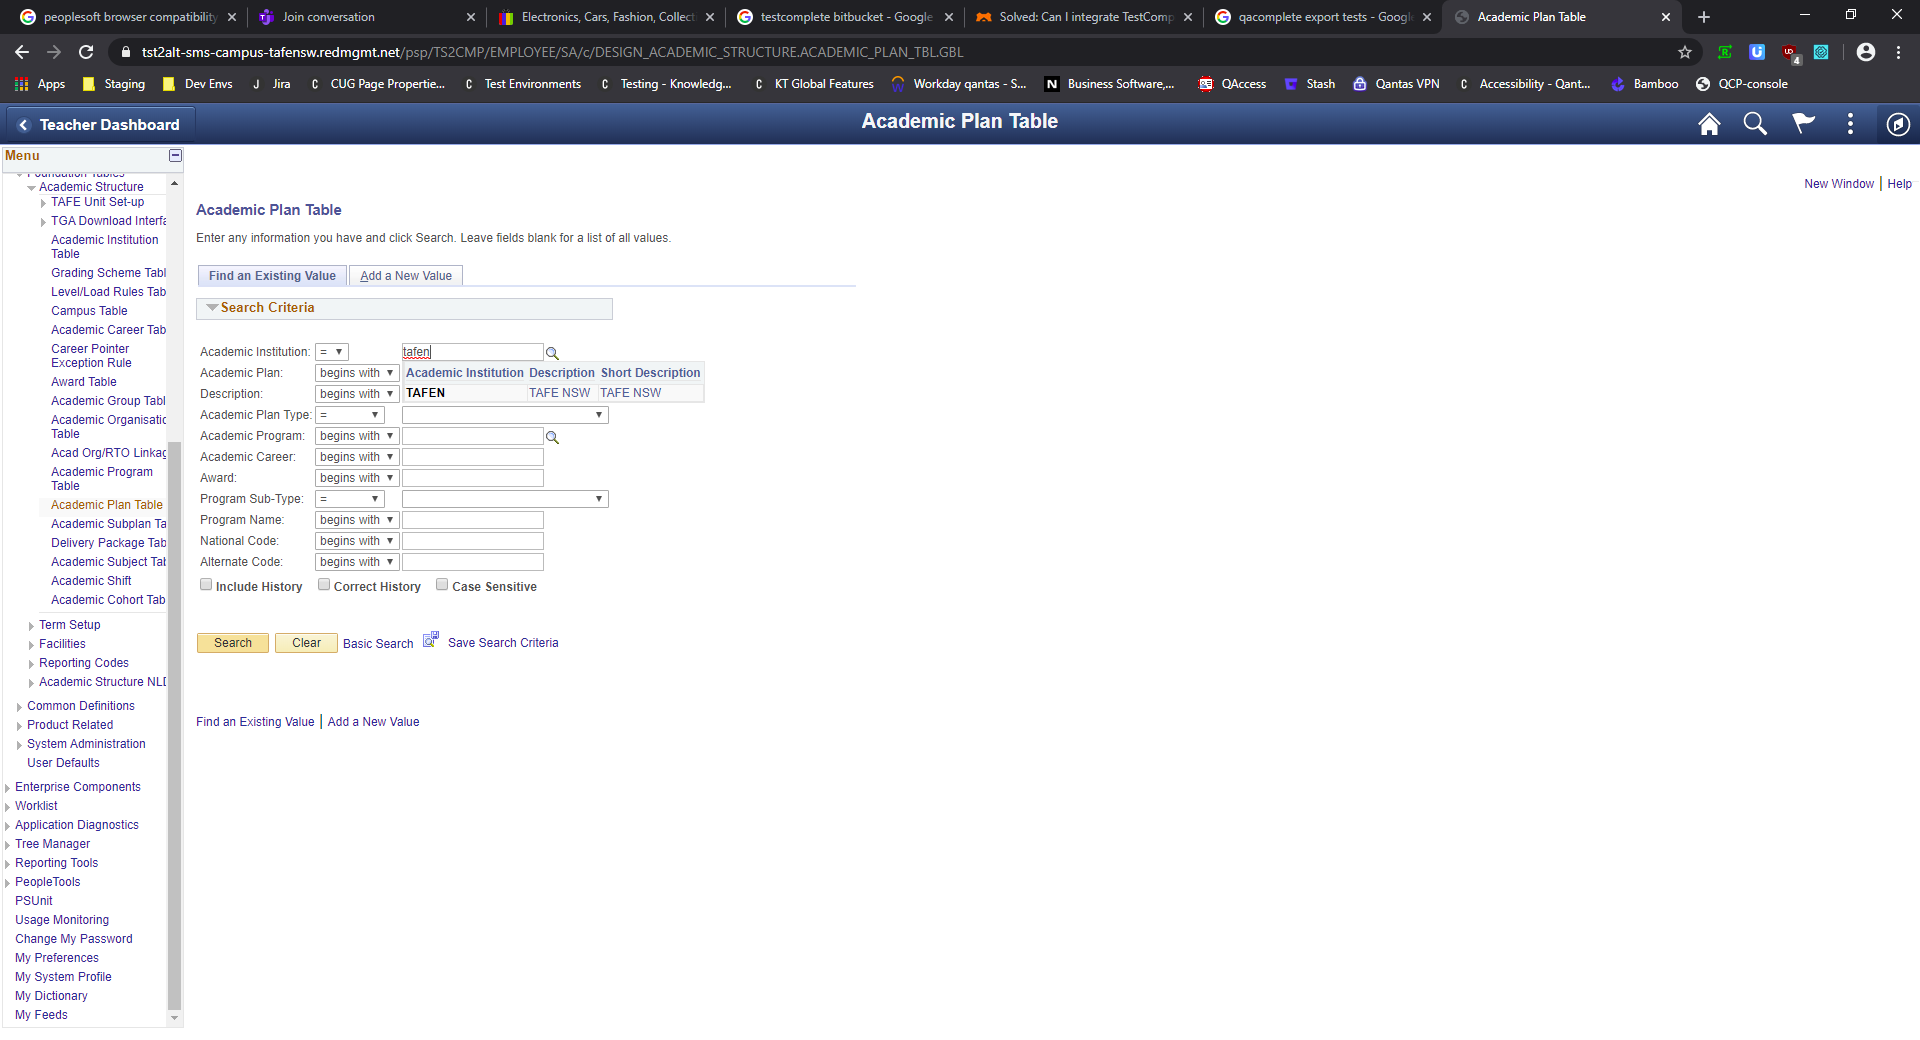 peoplesoft browser compatibility
Join conversation
Electronics, Cars, Fashion, Collect
testcomplete bitbucket - Google
Solved: Can I integrate TestComp
qacomplete export tests - Google
Academic Plan Table
tst2alt-sms-campus-tafensw.redmgmt.net/psp/TS2CMP/EMPLOYEE/SA/c/DESIGN_ACADEMIC_STRUCTURE.ACADEMIC_PLAN_TBL.GBL
4
Apps
Staging
Dev Envs
J Jira
C CUG Page Propertie...
C Test Environments
C Testing - Knowledg...
C KT Global Features
Workday qantas - S...
N Business Software,...
QAccess
Stash
Qantas VPN
C Accessibility - Qant...
Bamboo
QCP-console
Teacher Dashboard
Academic Plan Table
Menu
Foundation Tables
Academic Structure
TAFE Unit Set-up
TGA Download Interfa
Academic Institution
Table
Grading Scheme Tabl
Level/Load Rules Tab
Campus Table
Academic Career Tab
Career Pointer
Exception Rule
Award Table
Academic Group Tabl
Academic Organisatio
Table
Acad Org/RTO Linkag
Academic Program
Table
Academic Plan Table
Academic Subplan Ta
Delivery Package Tab
Academic Subject Tab
Academic Shift
Academic Cohort Tab
Term Setup
Facilities
Reporting Codes
Academic Structure NLD
Common Definitions
Product Related
System Administration
User Defaults
Enterprise Components
Worklist
Application Diagnostics
Tree Manager
Reporting Tools
PeopleTools
PSUnit
Usage Monitoring
Change My Password
My Preferences
My System Profile
My Dictionary
My Feeds
New Window | Help
Academic Plan Table
Enter any information you have and click Search. Leave fields blank for a list of all values.
Find an Existing Value
Add a New Value
Search Criteria
Academic Institution: = tafen
Academic Plan: begins with
Academic Institution Description Short Description
Description: begins with
TAFEN TAFE NSW TAFE NSW
Academic Plan Type: =
Academic Program: begins with
Academic Career: begins with
Award: begins with
Program Sub-Type: =
Program Name: begins with
National Code: begins with
Alternate Code: begins with
Include History Correct History Case Sensitive
Search Clear Basic Search Save Search Criteria
Find an Existing Value | Add a New Value